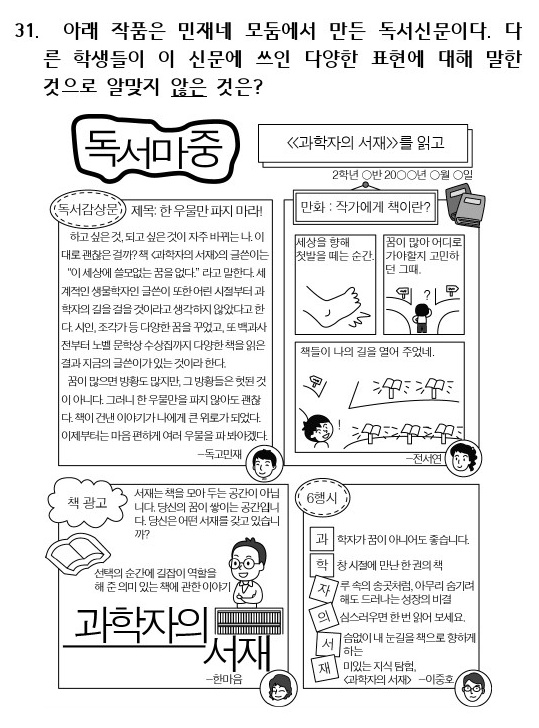 31. 아래 작품은 민재네 모둠에서 만든 독서신문이다. 다
른 학생들이 이 신문에 쓰인 다양한 표현에 대해 말한
것으로 알맞지 않은 것은?
독서마중
<<과학자의 서재>>를 읽고
2학년 ○반 20○○년 ○월 ○일
독서감상문
제목: 한 우물만 파지 마라!
하고 싶은 것, 되고 싶은 것이 자주 바뀌는 나. 이
대로 괜찮은 걸까? 책 <과학자의 서재>의 글쓴이는
"이 세상에 쓸모없는 꿈은 없다." 라고 말한다. 세
계적인 생물학자인 글쓴이 또한 어린 시절부터 과
학자의 길을 걸을 것이라고 생각하지 않았다고 한
다. 시인, 조각가 등 다양한 꿈을 꾸었고, 또 백과사
전부터 노벨 문학상 수상집까지 다양한 책을 읽은
결과 지금의 글쓴이가 있는 것이라 한다.
꿈이 많으면 방황도 많지만, 그 방황들은 헛된 것
이 아니다. 그러니 한 우물만을 파지 않아도 괜찮
다. 책이 건넨 이야기가 나에게 큰 위로가 되었다.
이제부터는 마음 편하게 여러 우물을 파 봐야겠다.
-독고민재
만화 : 작가에게 책이란?
세상을 향해
첫발을 떼는 순간.
꿈이 많아 어디로
가야할지 고민하
던 그때.
?
책들이 나의 길을 열어 주었네.
!
-전서연
책 광고
서재는 책을 모아 두는 공간이 아닙
니다. 당신의 꿈이 쌓이는 공간입니
다. 당신은 어떤 서재를 갖고 있습니
까?
선택의 순간에 길잡이 역할을
해 준 의미 있는 책에 관한 이야기
과학자의
서재
-한마음
6행시
과 학자가 꿈이 아니어도 좋습니다.
학 창 시절에 만난 한 권의 책
자 루 속의 송곳처럼, 아무리 숨기려
해도 드러나는 성장의 비결
의 심스러우면 한 번 읽어 보세요.
서 슴없이 내 눈길을 책으로 향하게
하는
재 미있는 지식 탐험,
<과학자의 서재> -이중호